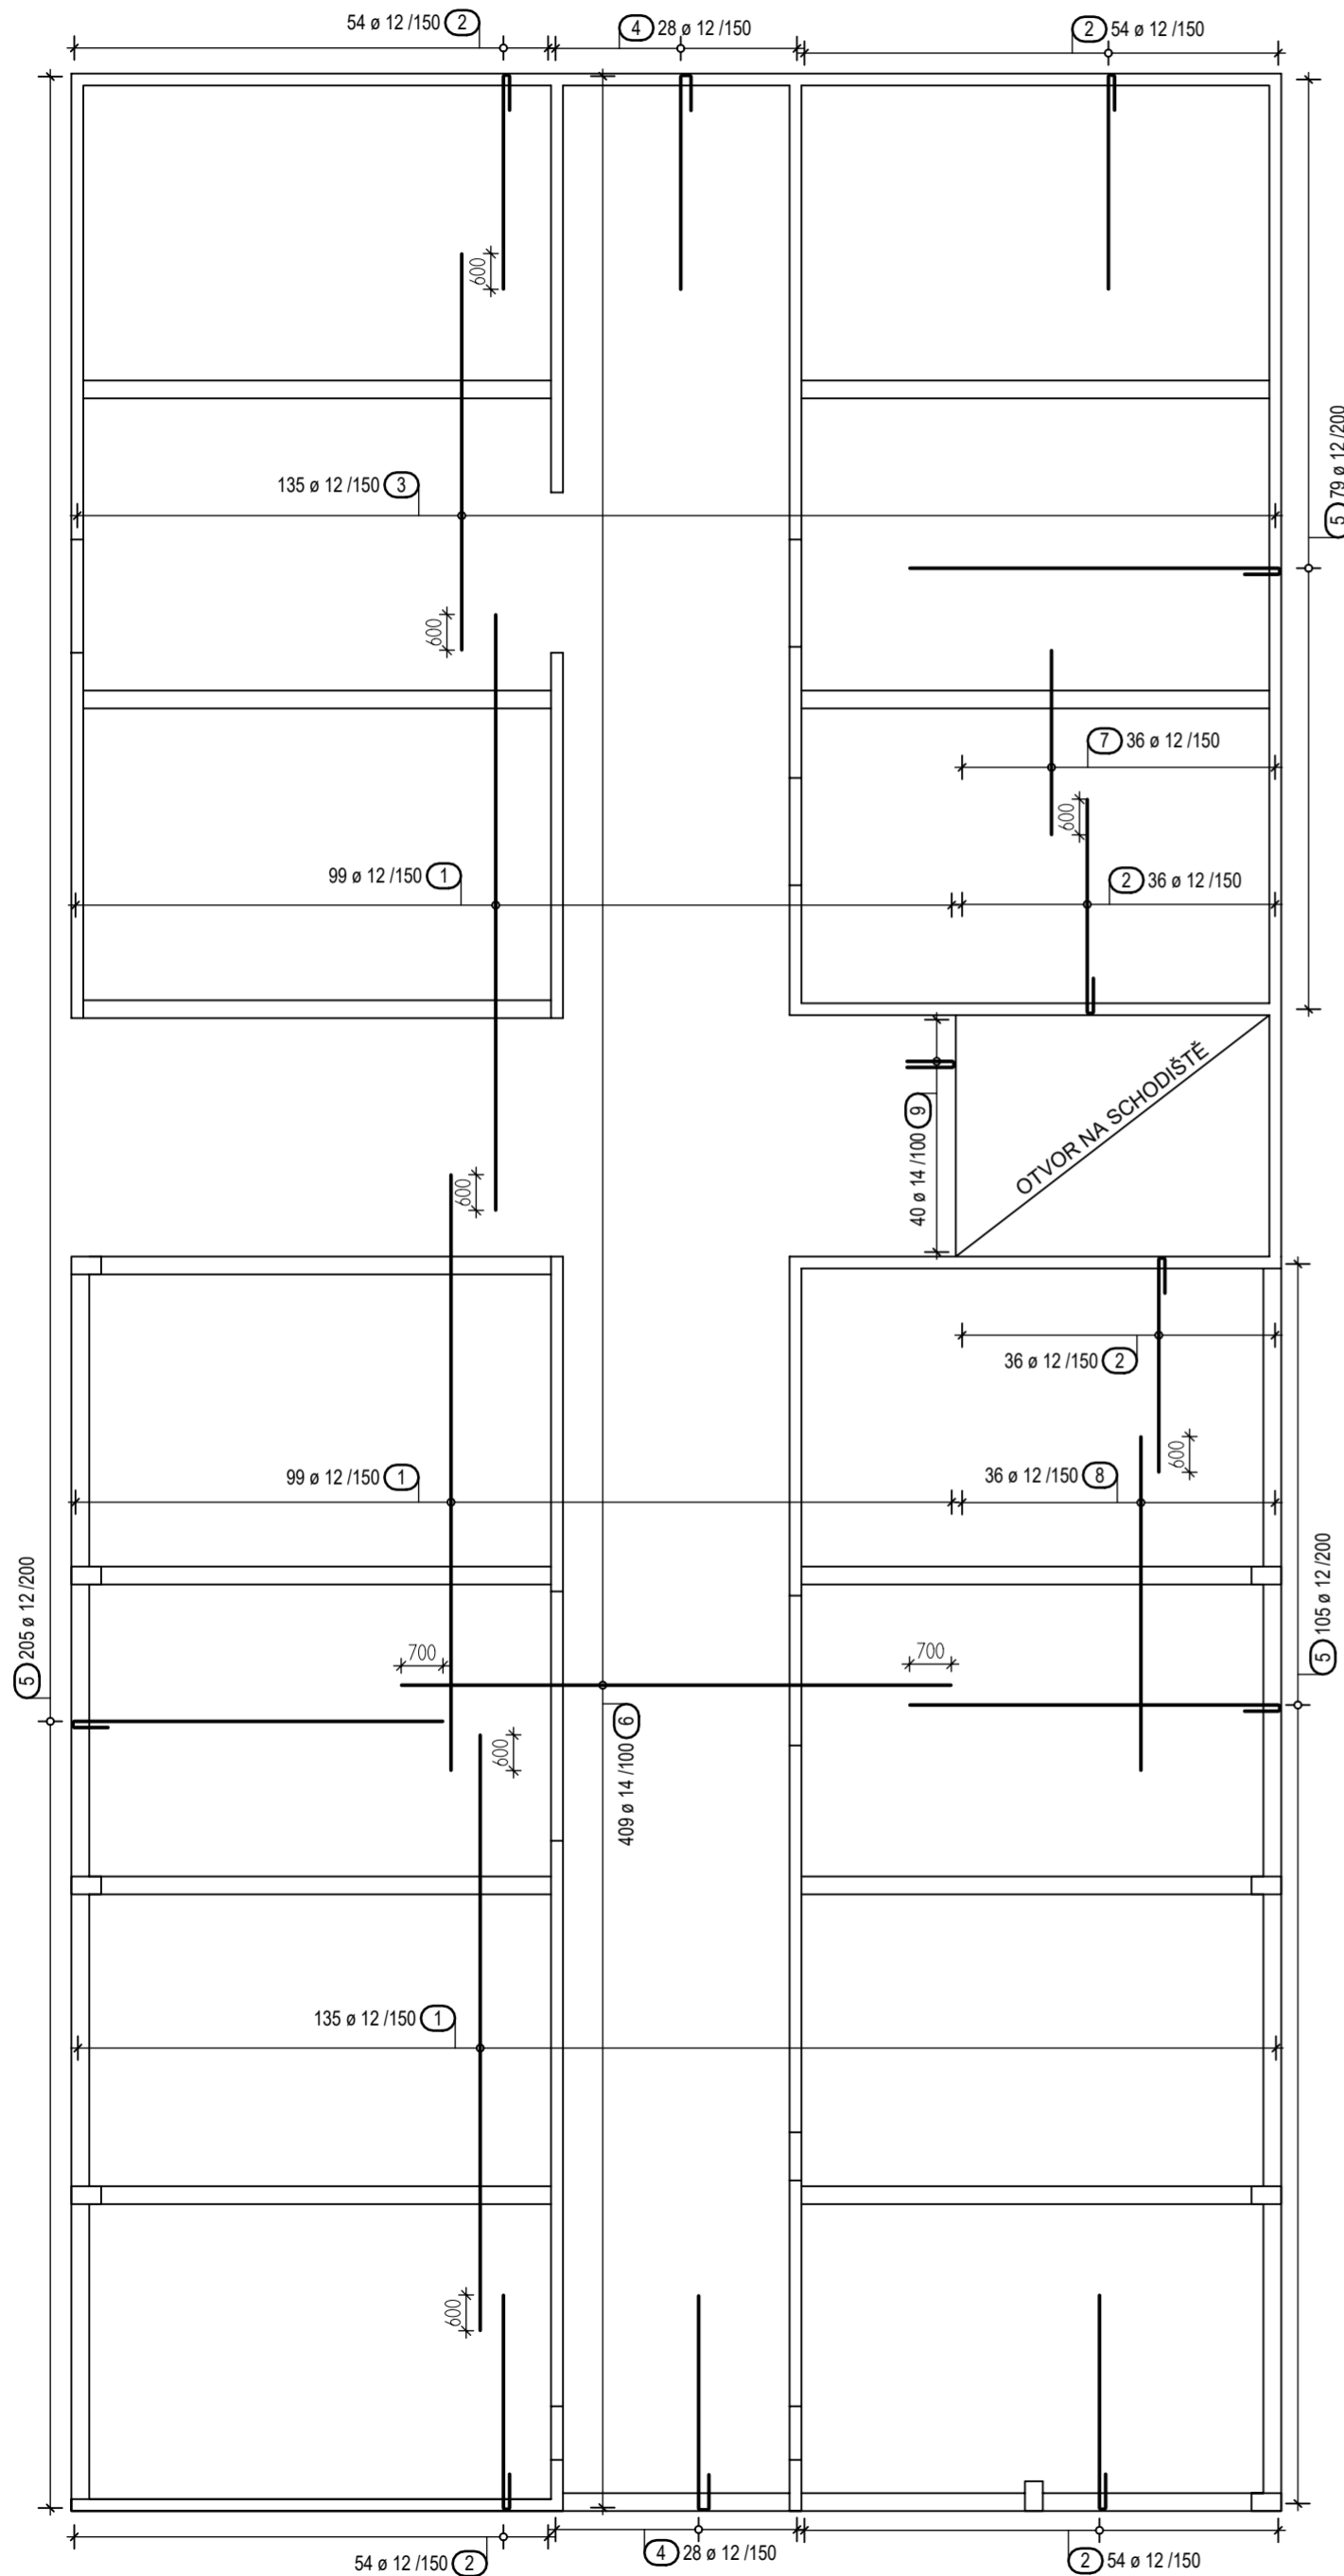 54 ø 12 /150 2
4 28 ø 12 /150
2 54 ø 12 /150
600
5 79 ø 12 /200
135 ø 12 /150 3
600
7 36 ø 12 /150
600
99 ø 12 /150 1
2 36 ø 12 /150
OTVOR NA SCHODIŠTĚ
40 ø 14 /100 9
600
36 ø 12 /150 2
600
99 ø 12 /150 1
36 ø 12 /150 8
5 205 ø 12 /200
700
700
5 105 ø 12 /200
409 ø 14 /100 6
600
135 ø 12 /150 1
600
54 ø 12 /150 2
4 28 ø 12 /150
2 54 ø 12 /150